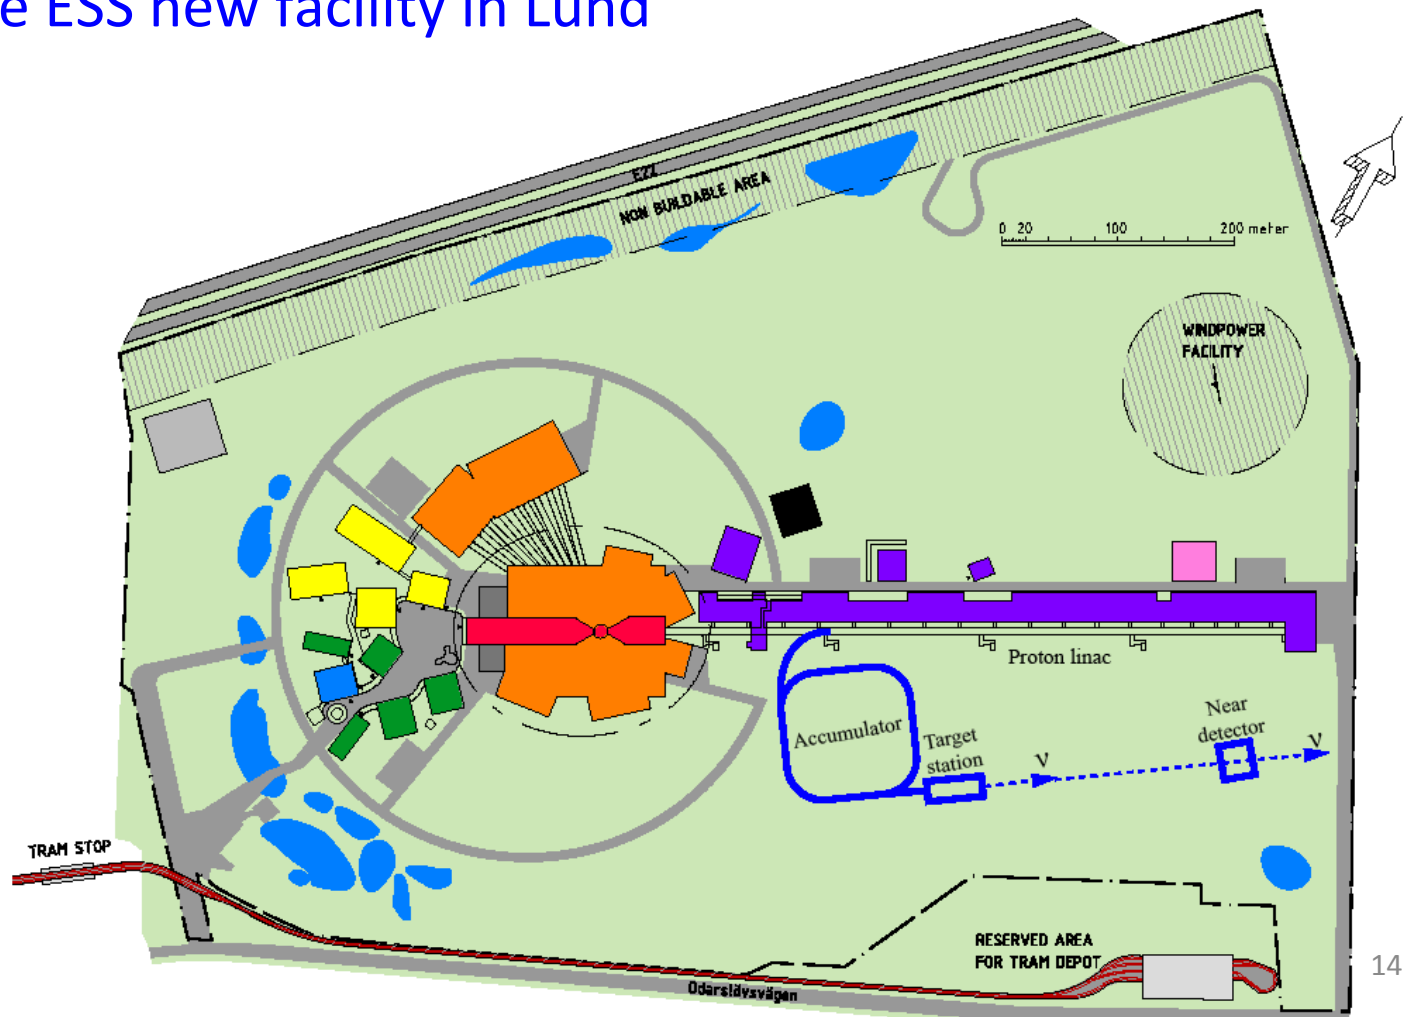 e ESS new facility in Lund
E22
NON BUILDABLE AREA
0 20 100 200 meter
WINDPOWER
FACILITY
Proton linac
Near
detector
Accumulator
Target
station
ν
ν
TRAM STOP
RESERVED AREA
FOR TRAM DEPOT
14
Odarslövsvägen